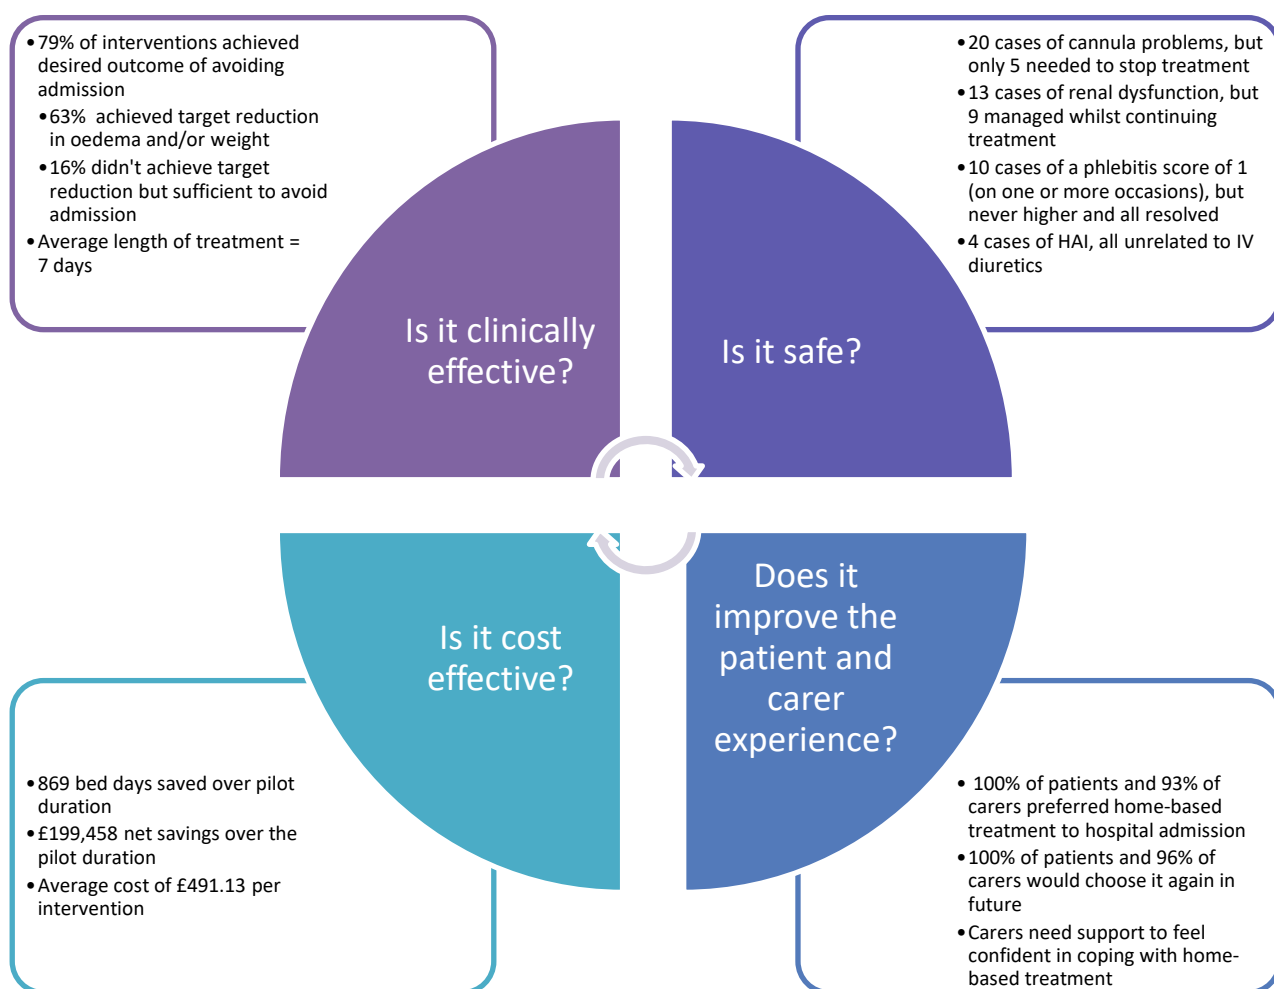 •79% of interventions achieved
desired outcome of avoiding
admission
•63% achieved target reduction
in oedema and/or weight
•16% didn't achieve target
reduction but sufficient to avoid
admission
•Average length of treatment =
7 days
•20 cases of cannula problems, but
only 5 needed to stop treatment
•13 cases of renal dysfunction, but
9 managed whilst continuing
treatment
•10 cases of a phlebitis score of 1
(on one or more occasions), but
never higher and all resolved
•4 cases of HAI, all unrelated to IV
diuretics
Is it clinically
effective?
Is it safe?
Is it cost
effective?
Does it
improve the
patient and
carer
experience?
•869 bed days saved over pilot
duration
•£199,458 net savings over the
pilot duration
•Average cost of £491.13 per
intervention
• 100% of patients and 93% of
carers preferred home-based
treatment to hospital admission
•100% of patients and 96% of
carers would choose it again in
future
•Carers need support to feel
confident in coping with home-
based treatment